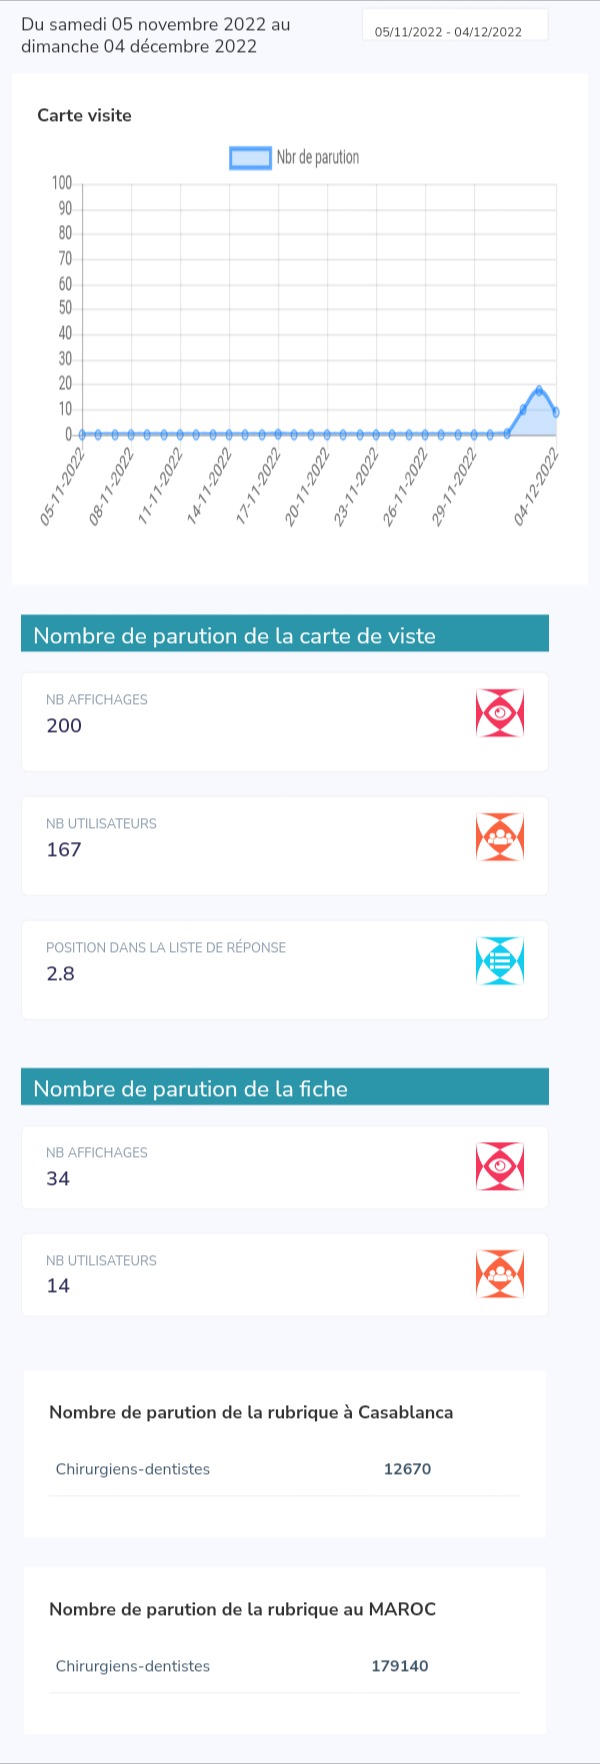 Du samedi 05 novembre 2022 au
dimanche 04 décembre 2022
05/11/2022 - 04/12/2022
Carte visite
Nbr de parution
100
90
80
70
60
50
40
30
20
10
0
05-11-2022
08-11-2022
11-11-2022
14-11-2022
17-11-2022
20-11-2022
23-11-2022
26-11-2022
29-11-2022
04-12-2022
Nombre de parution de la carte de viste
NB AFFICHAGES
200
NB UTILISATEURS
167
POSITION DANS LA LISTE DE RÉPONSE
2.8
Nombre de parution de la fiche
NB AFFICHAGES
34
NB UTILISATEURS
14
Nombre de parution de la rubrique à Casablanca
Chirurgiens-dentistes 12670
Nombre de parution de la rubrique au MAROC
Chirurgiens-dentistes 179140